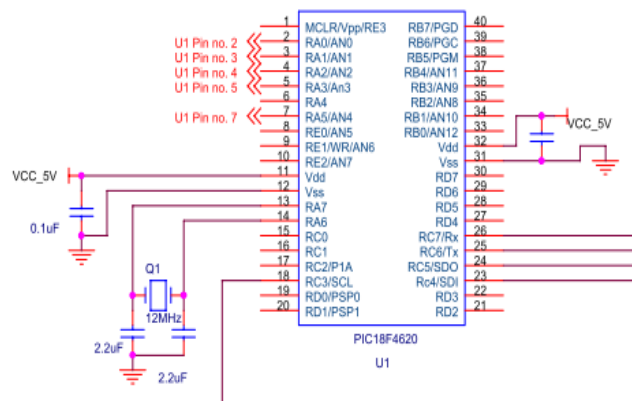 1 MCLR/Vpp/RE3 RB7/PGD 40
U1 Pin no. 2 2 RA0/AN0 RB6/PGC 39
U1 Pin no. 3 3 RA1/AN1 RB5/PGM 38
U1 Pin no. 4 4 RA2/AN2 RB4/AN11 37
U1 Pin no. 5 5 RA3/An3 RB3/AN9 36
6 RA4 RB2/AN8 35
U1 Pin no. 7 7 RA5/AN4 RB1/AN10 34
8 RE0/AN5 RB0/AN12 33
VCC_5V
9 RE1/WR/AN6 Vdd 32
10 RE2/AN7 Vss 31
VCC_5V 11 Vdd RD7 30
12 Vss RD6 29
13 RA7 RD5 28
14 RA6 RD4 27
0.1uF
15 RC0 RC7/Rx 26
16 RC1 RC6/Tx 25
17 RC2/P1A RC5/SDO 24
Q1
18 RC3/SCL Rc4/SDI 23
19 RD0/PSP0 RD3 22
20 RD1/PSP1 RD2 21
12MHz
PIC18F4620
2.2uF
U1
2.2uF